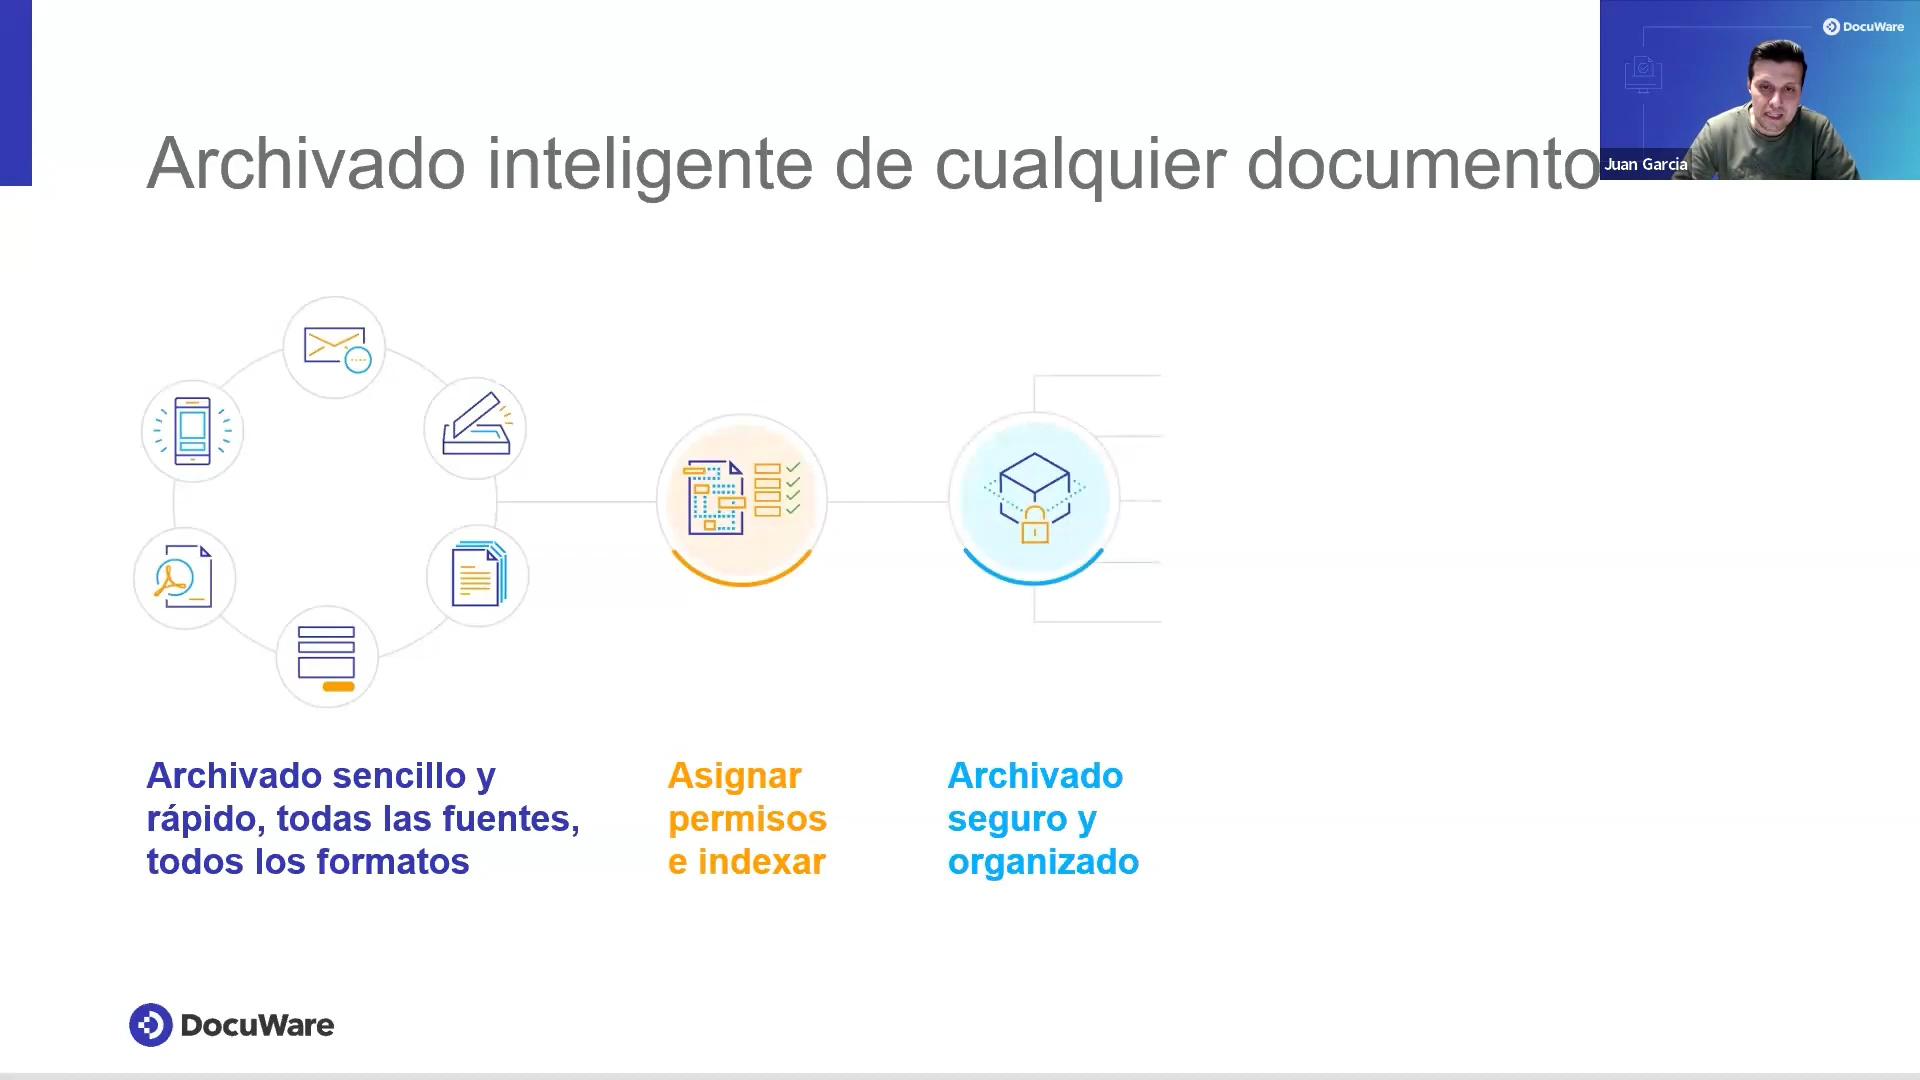 DocuWare
Archivado inteligente de cualquier documento
Juan Garcia
Archivado sencillo y
rápido, todas las fuentes,
todos los formatos
Asignar
permisos
e indexar
Archivado
seguro y
organizado
DocuWare